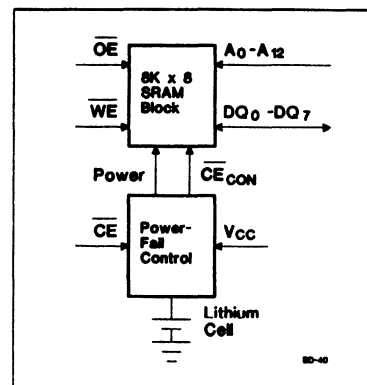 OE
8K x 8
SRAM
Block
A0-A12
WE
DQ0 -DQ7
Power
CECON
CE
Power-
Fail
Control
VCC
Lithium
Cell
BD-40